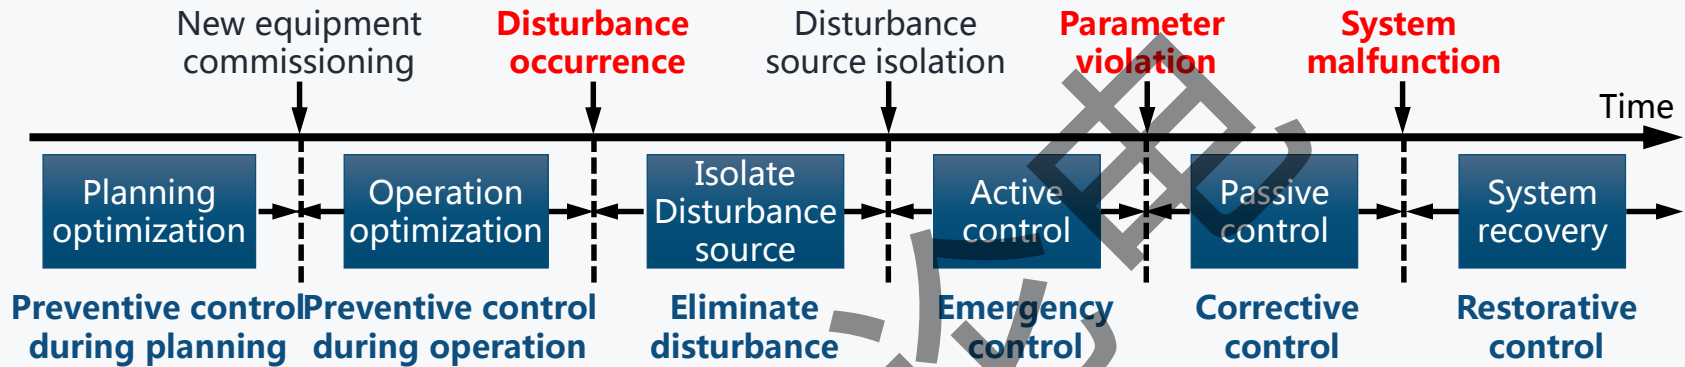 New equipment
commissioning
Disturbance
occurrence
Disturbance
source isolation
Parameter
violation
System
malfunction
Time
Planning
optimization
Operation
optimization
Isolate
Disturbance
source
Active
control
Passive
control
System
recovery
Preventive control
during planning
Preventive control
during operation
Eliminate
disturbance
Emergency
control
Corrective
control
Restorative
control
电